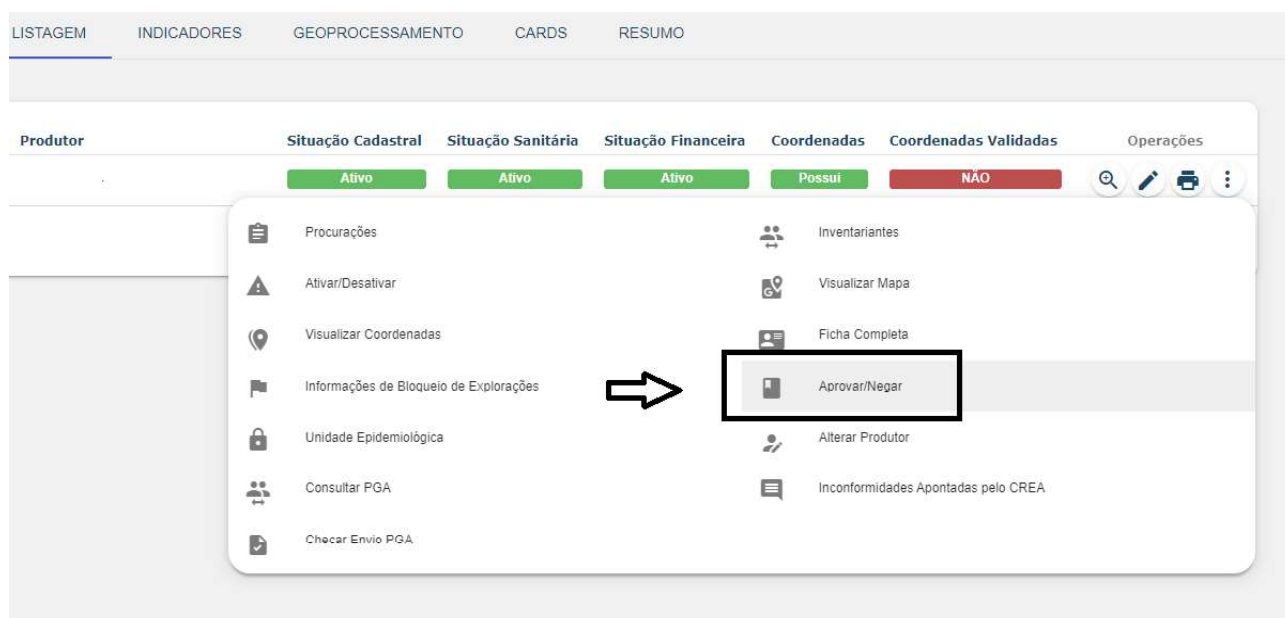 LISTAGEM INDICADORES GEOPROCESSAMENTO CARDS RESUMO
Produtor Situação Cadastral Situação Sanitária Situação Financeira Coordenadas Coordenadas Validadas Operações
Ativo Ativo Ativo Possui NÃO
Procurações Inventariantes
Ativar/Desativar Visualizar Mapa
Visualizar Coordenadas Ficha Completa
Informações de Bloqueio de Explorações Aprovar/Negar
Unidade Epidemiológica Alterar Produtor
Consultar PGA Inconformidades Apontadas pelo CREA
Checar Envio PGA